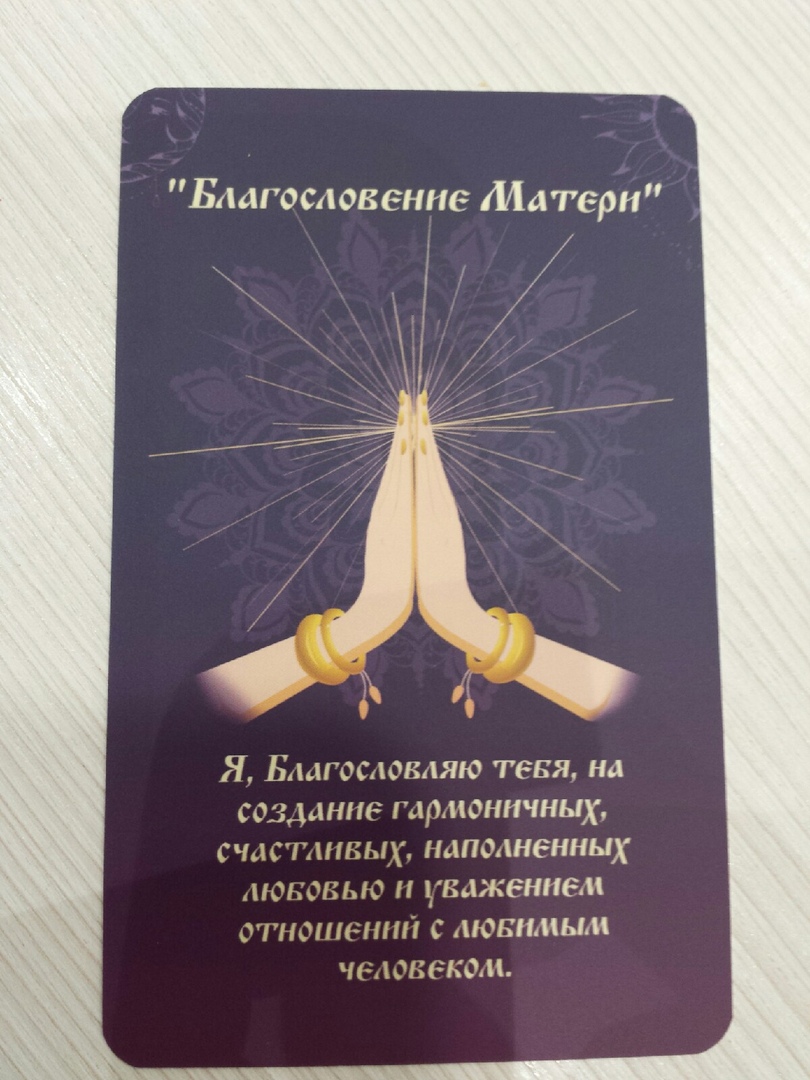 "Благословение Матери"
Я, Благословляю тебя, на
создание гармоничных,
счастливых, наполненных
любовью и уважением
отношений с любимым
человеком.